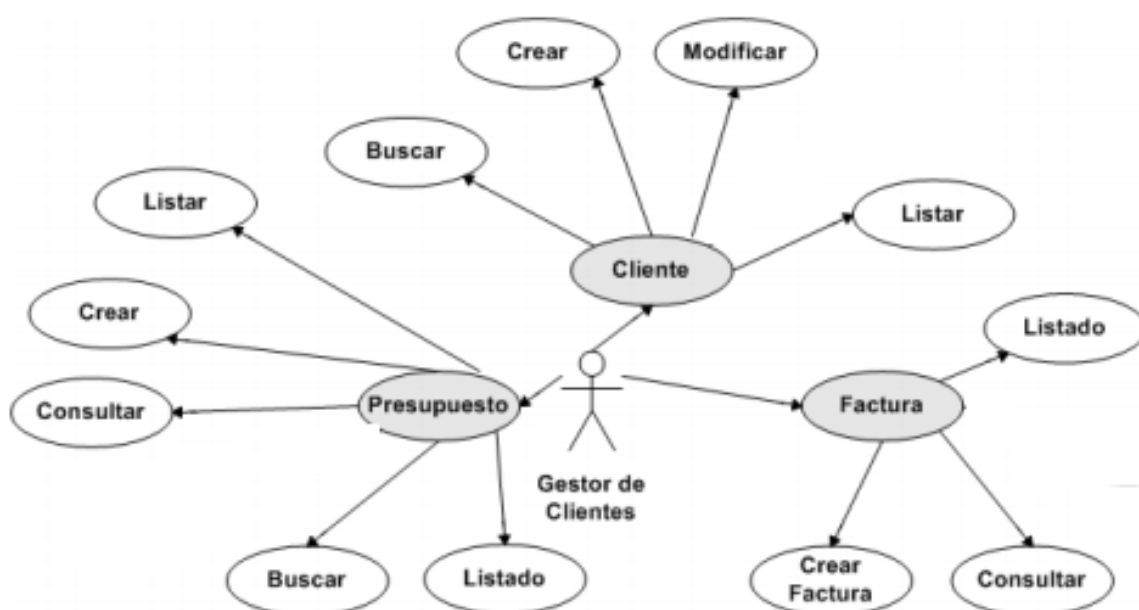 Crear
Modificar
Buscar
Listar
Listar
Cliente
Crear
Listado
Consultar
Presupuesto
Factura
Gestor de
Clientes
Buscar
Listado
Crear
Factura
Consultar